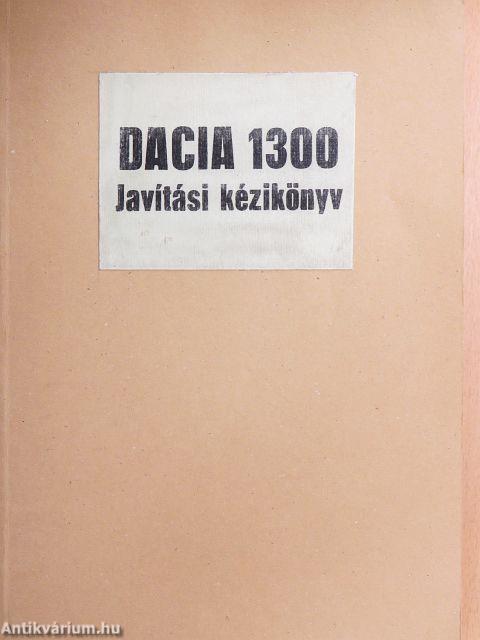 DACIA 1300
Javítási kézikönyv
Antikvárium.hu